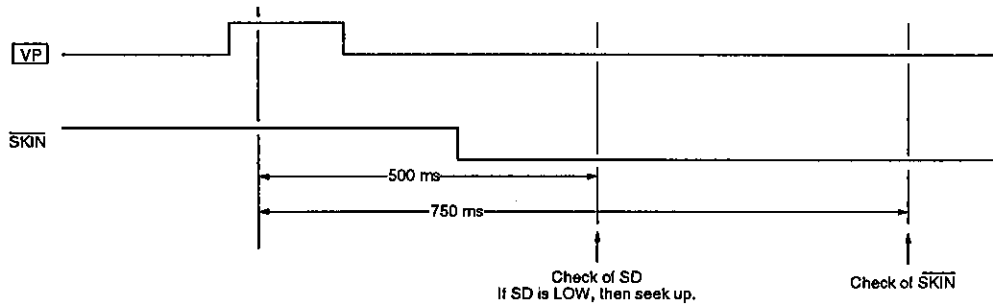 VP
SKIN
500 ms
750 ms
Check of SD
If SD is LOW, then seek up.
Check of SKIN